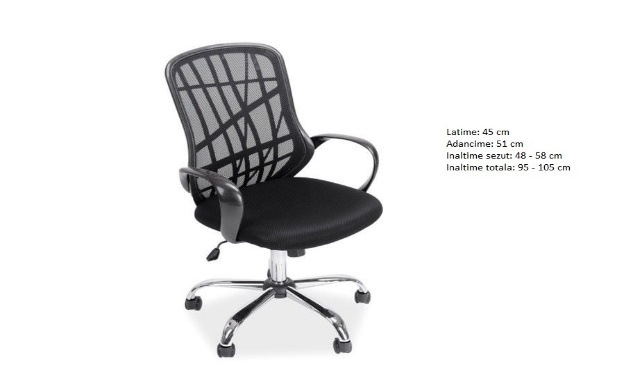 Latime: 45 cm
Adancime: 51 cm
Inaltime sezut: 48 - 58 cm
Inaltime totala: 95 - 105 cm